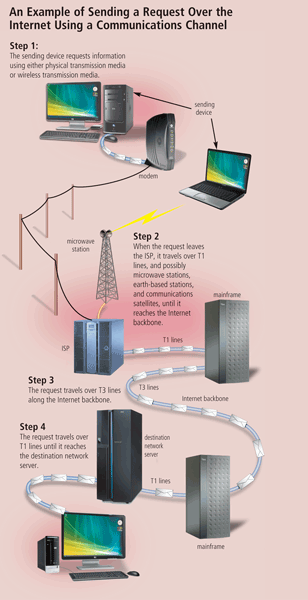 An Example of Sending a Request Over the
Internet Using a Communications Channel
Step 1:
The sending device requests information
using either physical transmission media
or wireless transmission media.
sending
device
modem
microwave
station
Step 2
When the request leaves
the ISP, it travels over T1
lines, and possibly
microwave stations,
earth-based stations,
and communications
satellites, until it
reaches the Internet
backbone.
mainframe
ISP
T1 lines
Step 3
The request travels over T3 lines
along the Internet backbone.
T3 lines
Internet backbone
Step 4
The request travels over
T1 lines until it reaches
the destination network
server.
destination
network
server
T1 lines
mainframe